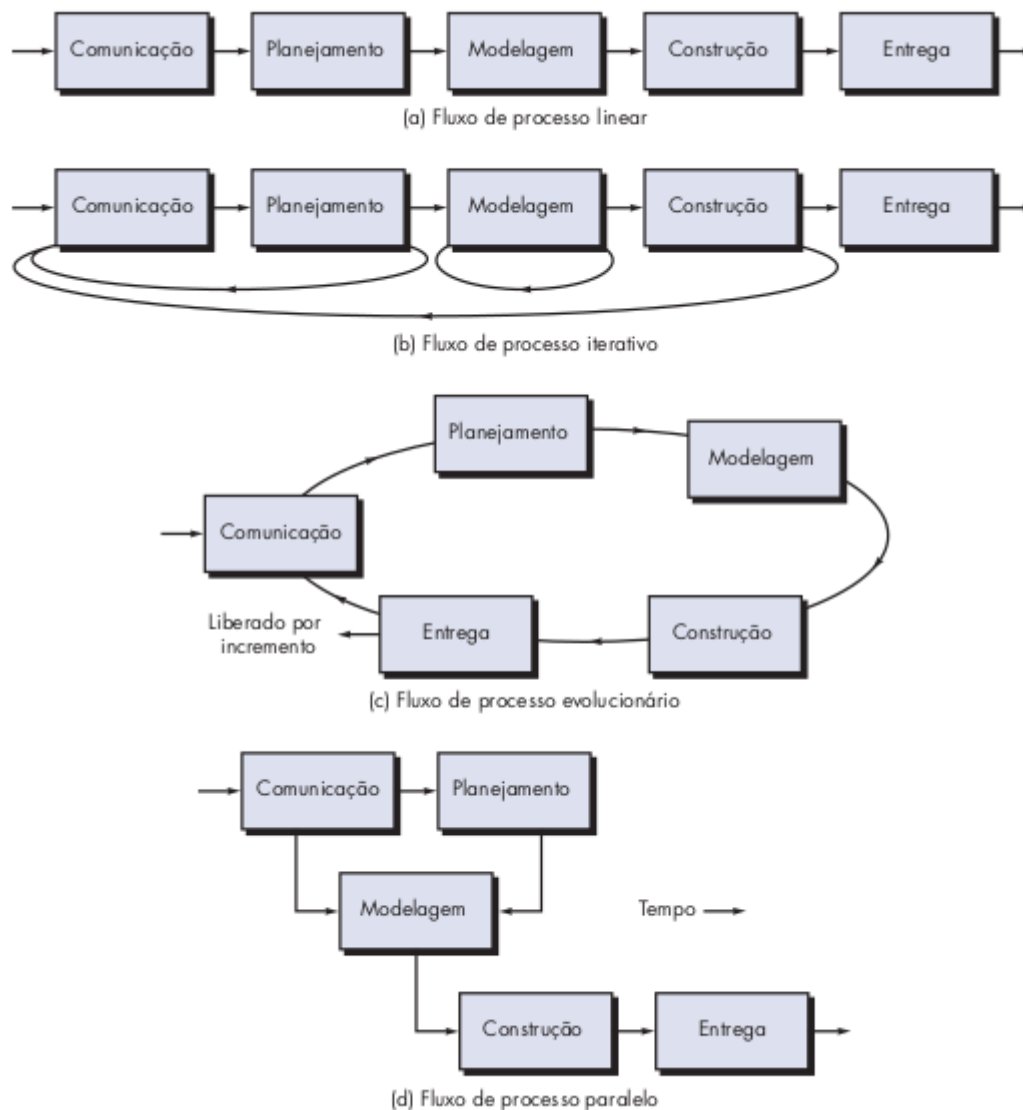 Comunicação Planejamento Modelagem Construção Entrega
(a) Fluxo de processo linear
Comunicação Planejamento Modelagem Construção Entrega
(b) Fluxo de processo iterativo
Planejamento
Modelagem
Comunicação
Liberado por
incremento
Entrega
Construção
(c) Fluxo de processo evolucionário
Comunicação Planejamento
Modelagem
Tempo
Construção Entrega
(d) Fluxo de processo paralelo